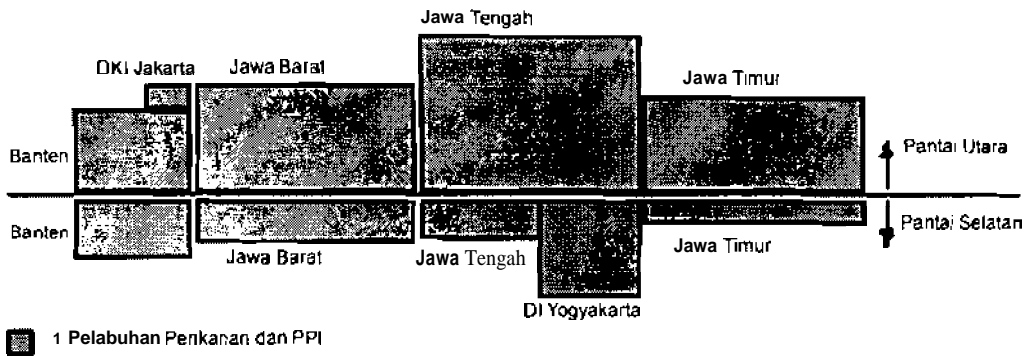 Jawa Tengah
DKI Jakarta
Jawa Barat
Jawa Timur
Banten
Pantai Utara
Banten
Pantai Selatan
Jawa Barat
Jawa Tengah
Jawa Timur
DI Yogyakarta
1 Pelabuhan Perikanan dan PPI